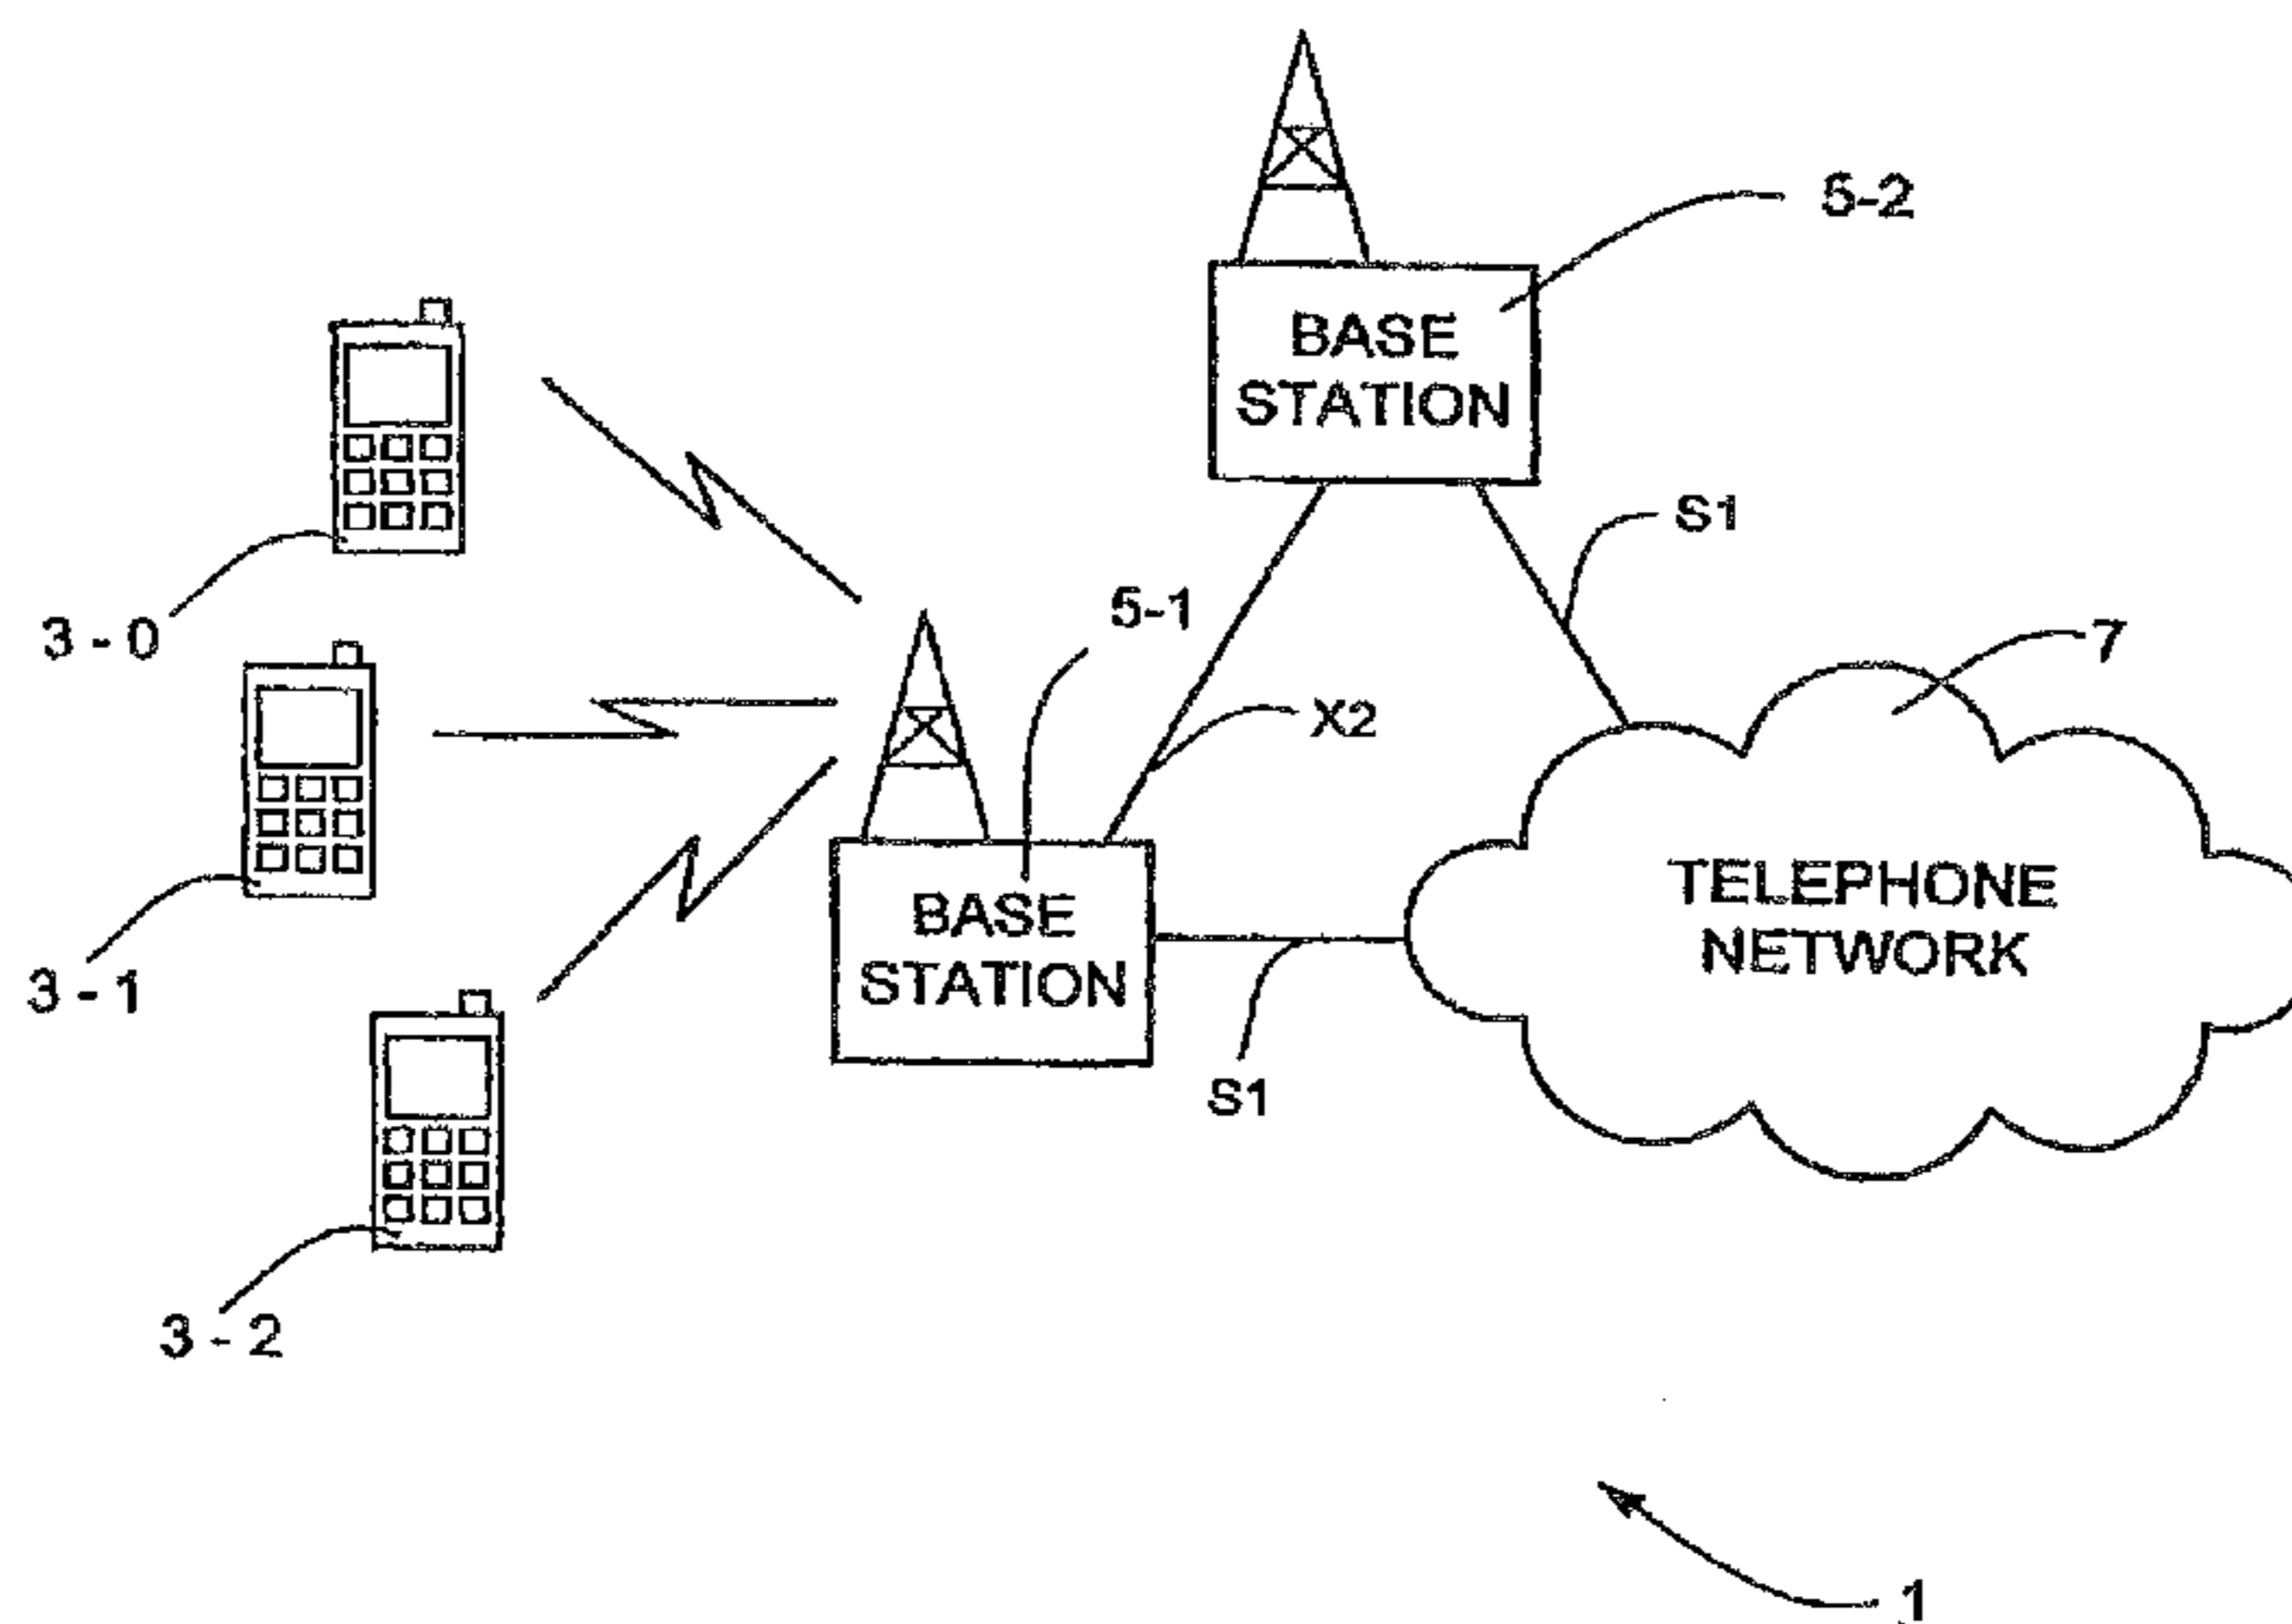 5-2
BASE
STATION
S1
3 - 0
5-1
7
X2
TELEPHONE
NETWORK
BASE
STATION
3 - 1
S1
3 - 2
1